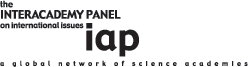 the
INTERACADEMY PANEL
on international issues
iap
a global network of science academies